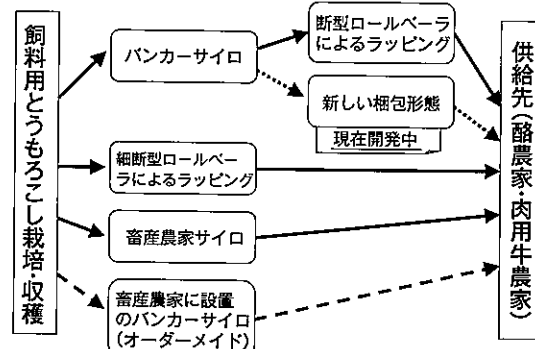 飼料用とうもろこし栽培・収穫
バンカーサイロ
断型ロールベーラ
によるラッピング
新しい梱包形態
現在開発中
細断型ロールベー
ラによるラッピング
畜産農家サイロ
畜産農家に設置
のバンカーサイロ
(オーダーメイド)
供給先(酪農家・肉用牛農家)